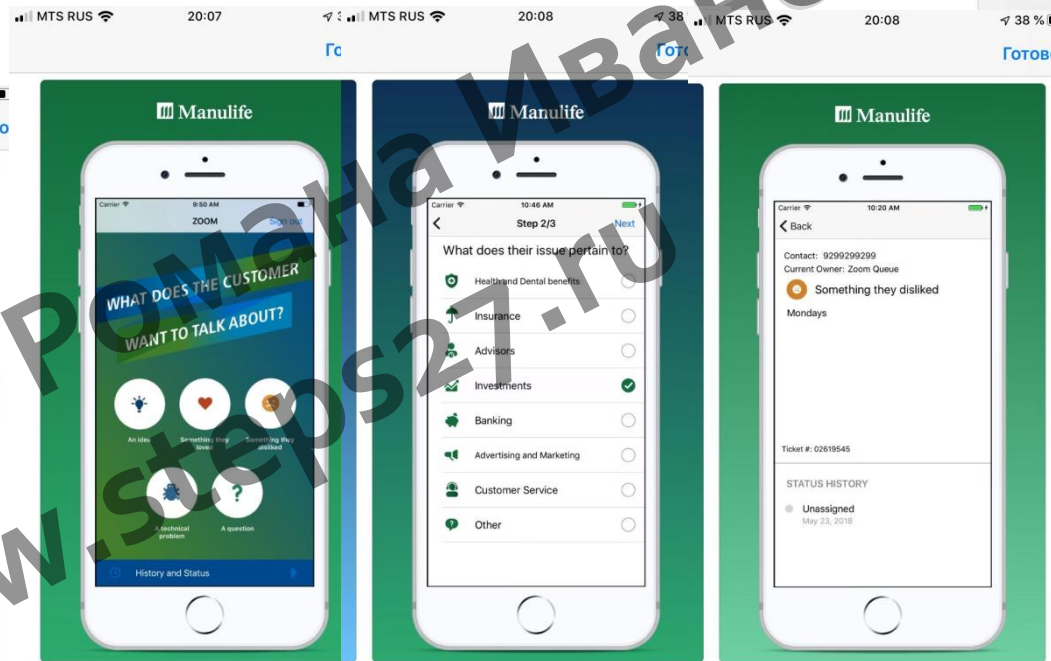 MTS RUS 20:07
MTS RUS 20:08 38
MTS RUS 20:08 38 %
Готов
Manulife
Carrier 9:50 AM
ZOOM Sign out
WHAT DOES THE CUSTOMER
WANT TO TALK ABOUT?
An idea Something they Something they
loved disliked
A technical A question
problem
History and Status
Manulife
Carrier 10:46 AM
Step 2/3 Next
What does their issue pertain to?
Health and Dental benefits
Insurance
Advisors
Investments
Banking
Advertising and Marketing
Customer Service
Other
Manulife
Carrier 10:20 AM
Back
Contact: 9299299299
Current Owner: Zoom Queue
Something they disliked
Mondays
Ticket #: 02619545
STATUS HISTORY
Unassigned
May 23, 2018
Романа Ива
w.steps27.ru